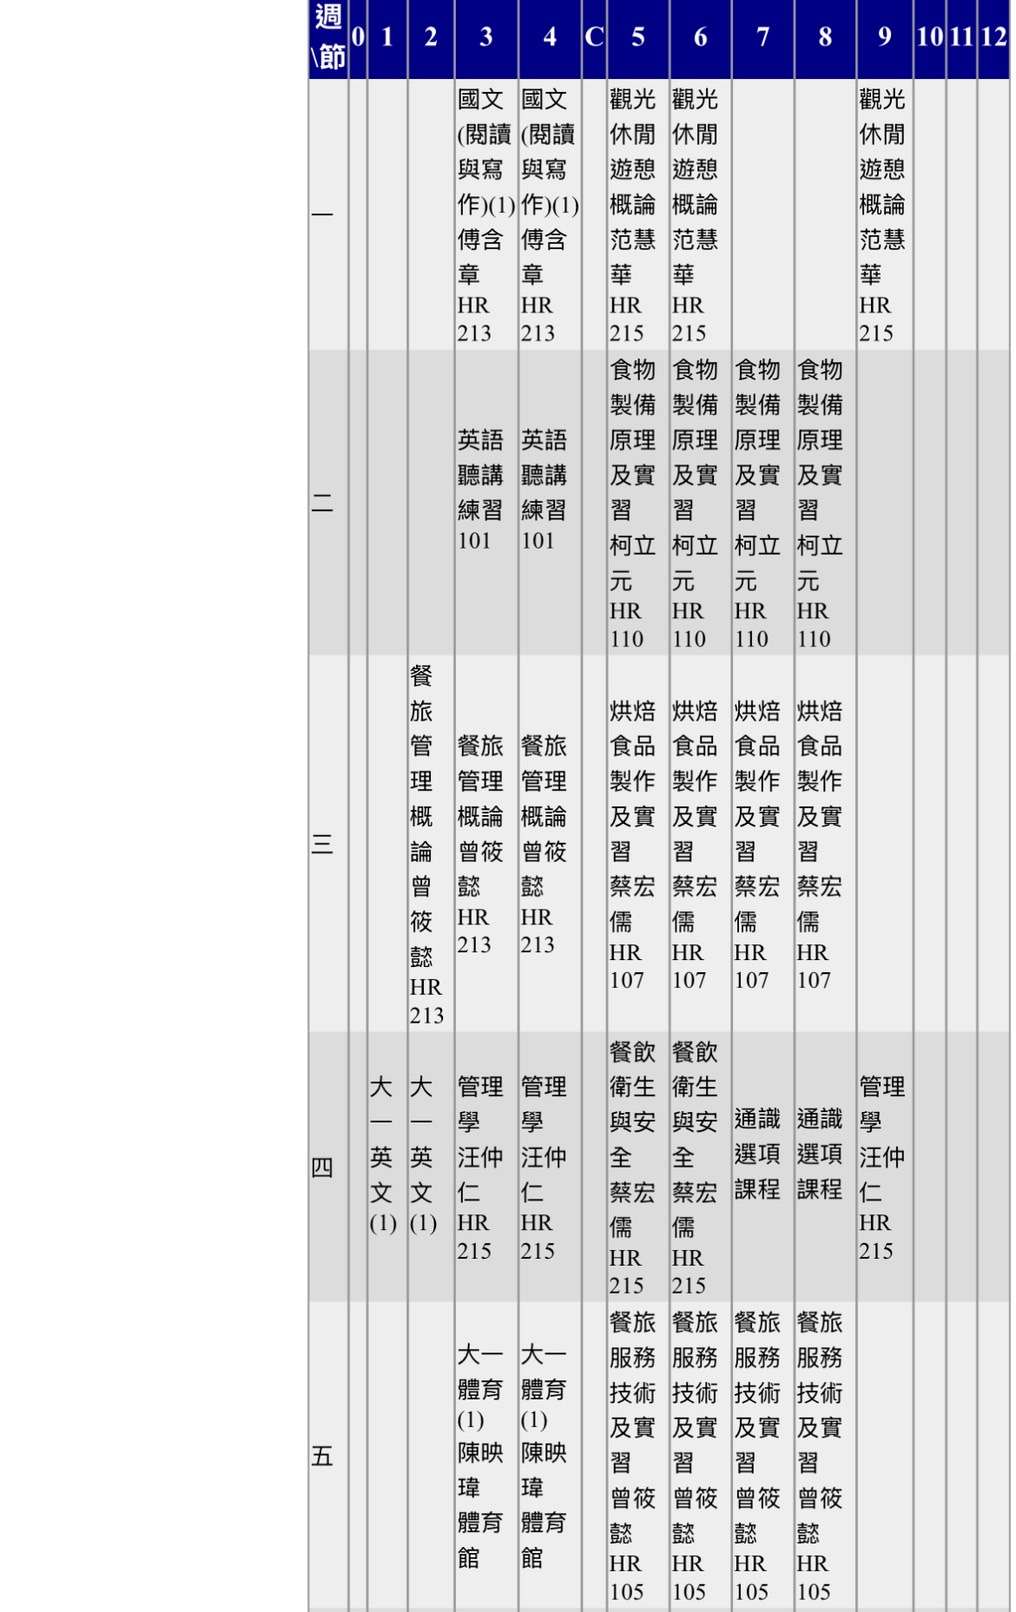 週\節 0 1 2 3 4 C 5 6 7 8 9 10 11 12
一
國文(閱讀與寫作)(1) 傅含章 HR 213
國文(閱讀與寫作)(1) 傅含章 HR 213
觀光休閒遊憩概論 范慧華 HR 215
觀光休閒遊憩概論 范慧華 HR 215
觀光休閒遊憩概論 范慧華 HR 215
二
英語聽講練習 101
英語聽講練習 101
食物製備原理及實習 柯立元 HR 110
食物製備原理及實習 柯立元 HR 110
食物製備原理及實習 柯立元 HR 110
食物製備原理及實習 柯立元 HR 110
三
餐旅管理概論 曾筱懿 HR 213
餐旅管理概論 曾筱懿 HR 213
餐旅管理概論 曾筱懿 HR 213
烘焙食品製作及實習 蔡宏儒 HR 107
烘焙食品製作及實習 蔡宏儒 HR 107
烘焙食品製作及實習 蔡宏儒 HR 107
烘焙食品製作及實習 蔡宏儒 HR 107
四
大一英文(1)
大一英文(1)
管理學 汪仲仁 HR 215
管理學 汪仲仁 HR 215
餐飲衛生與安全 蔡宏儒 HR 215
餐飲衛生與安全 蔡宏儒 HR 215
通識選項課程
通識選項課程
管理學 汪仲仁 HR 215
五
大一體育(1) 陳映瑋 體育館
大一體育(1) 陳映瑋 體育館
餐旅服務技術及實習 曾筱懿 HR 105
餐旅服務技術及實習 曾筱懿 HR 105
餐旅服務技術及實習 曾筱懿 HR 105
餐旅服務技術及實習 曾筱懿 HR 105